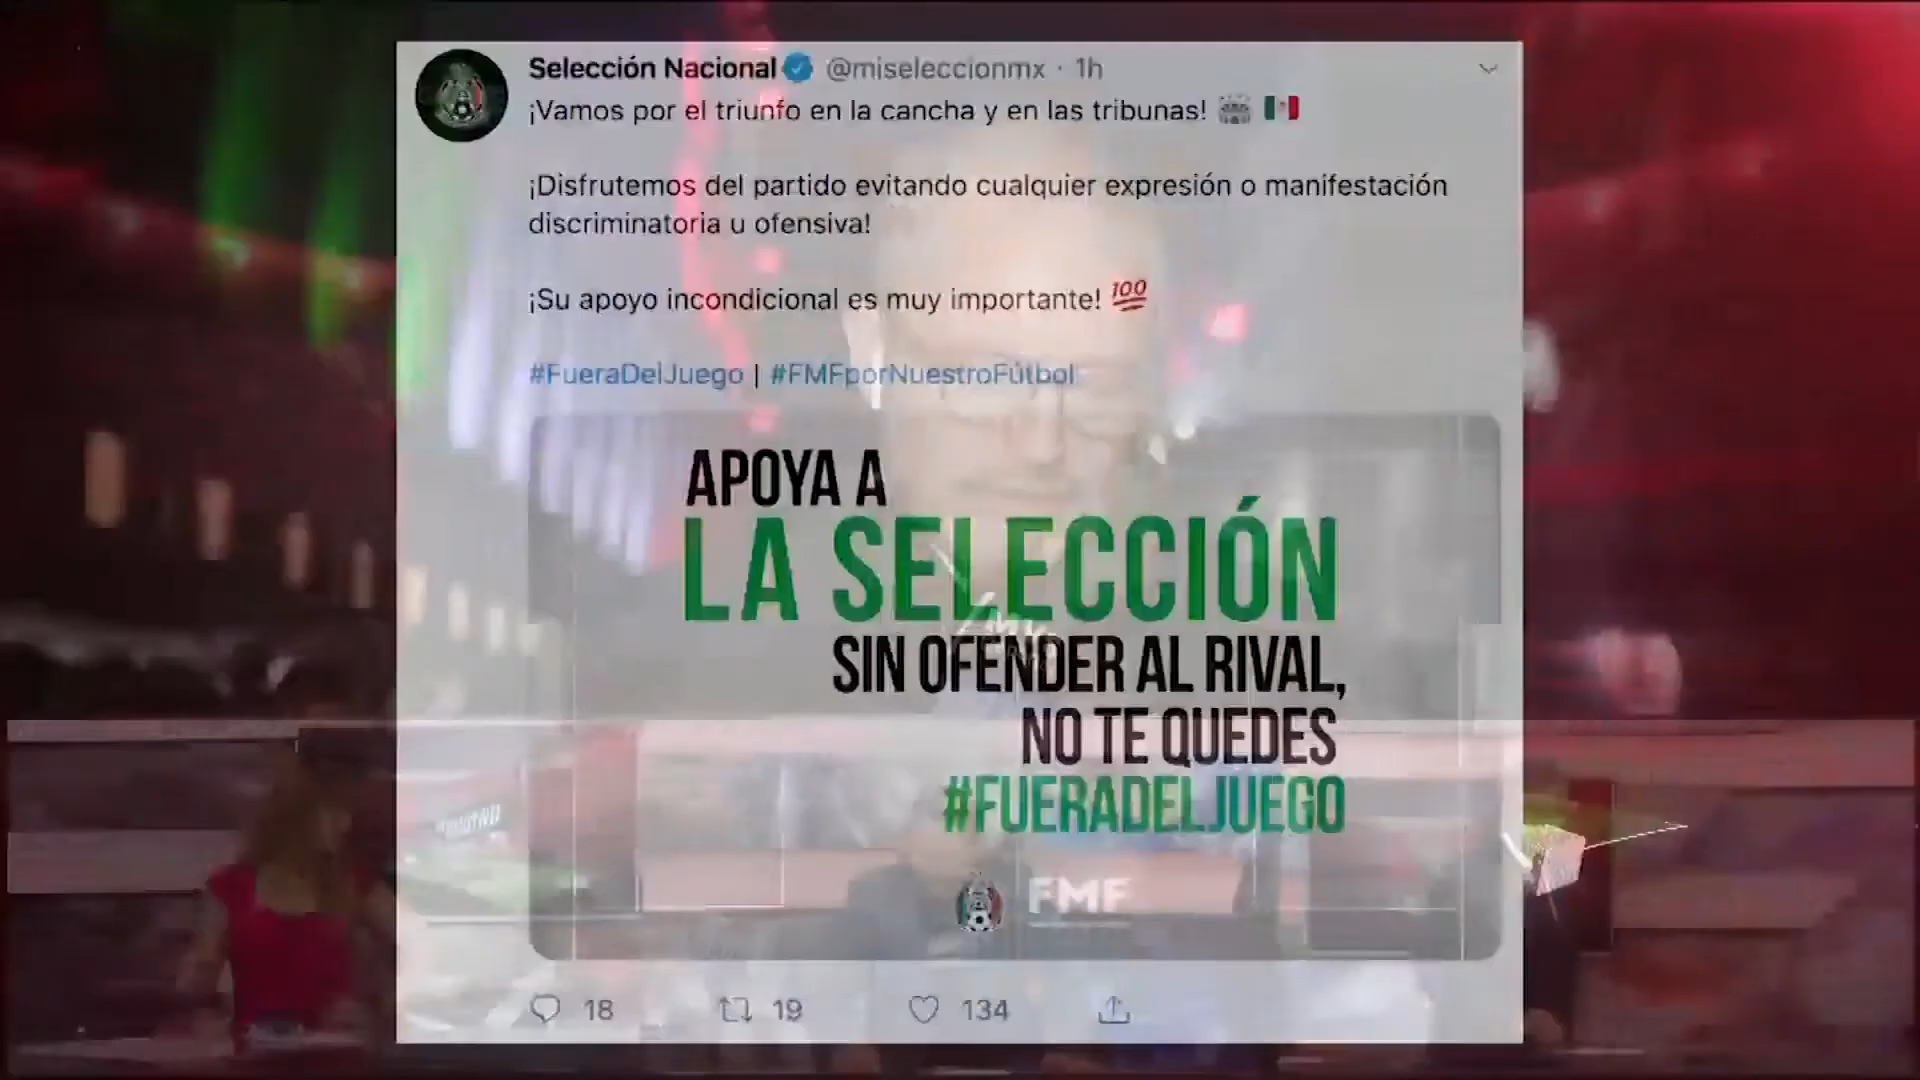 Selección Nacional @miseleccionmx · 1h
¡Vamos por el triunfo en la cancha y en las tribunas!
¡Disfrutemos del partido evitando cualquier expresión o manifestación
discriminatoria u ofensiva!
¡Su apoyo incondicional es muy importante! 💯
#FueraDelJuego | #FMFporNuestroFútbol
APOYA A
LA SELECCIÓN
SIN OFENDER AL RIVAL,
NO TE QUEDES
#FUERADELJUEGO
FMF
18 19 134